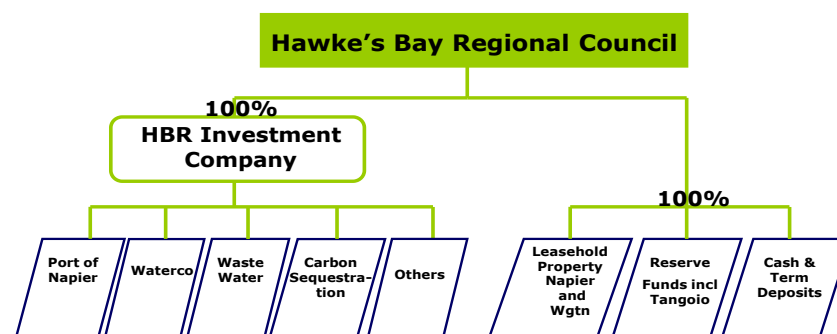 Hawke's Bay Regional Council
100%
HBR Investment
Company
100%
Port of
Napier
Waterco
Waste
Water
Carbon
Sequestra-
tion
Others
Leasehold
Property
Napier
and
Wgtn
Reserve
Funds incl
Tangoio
Cash &
Term
Deposits